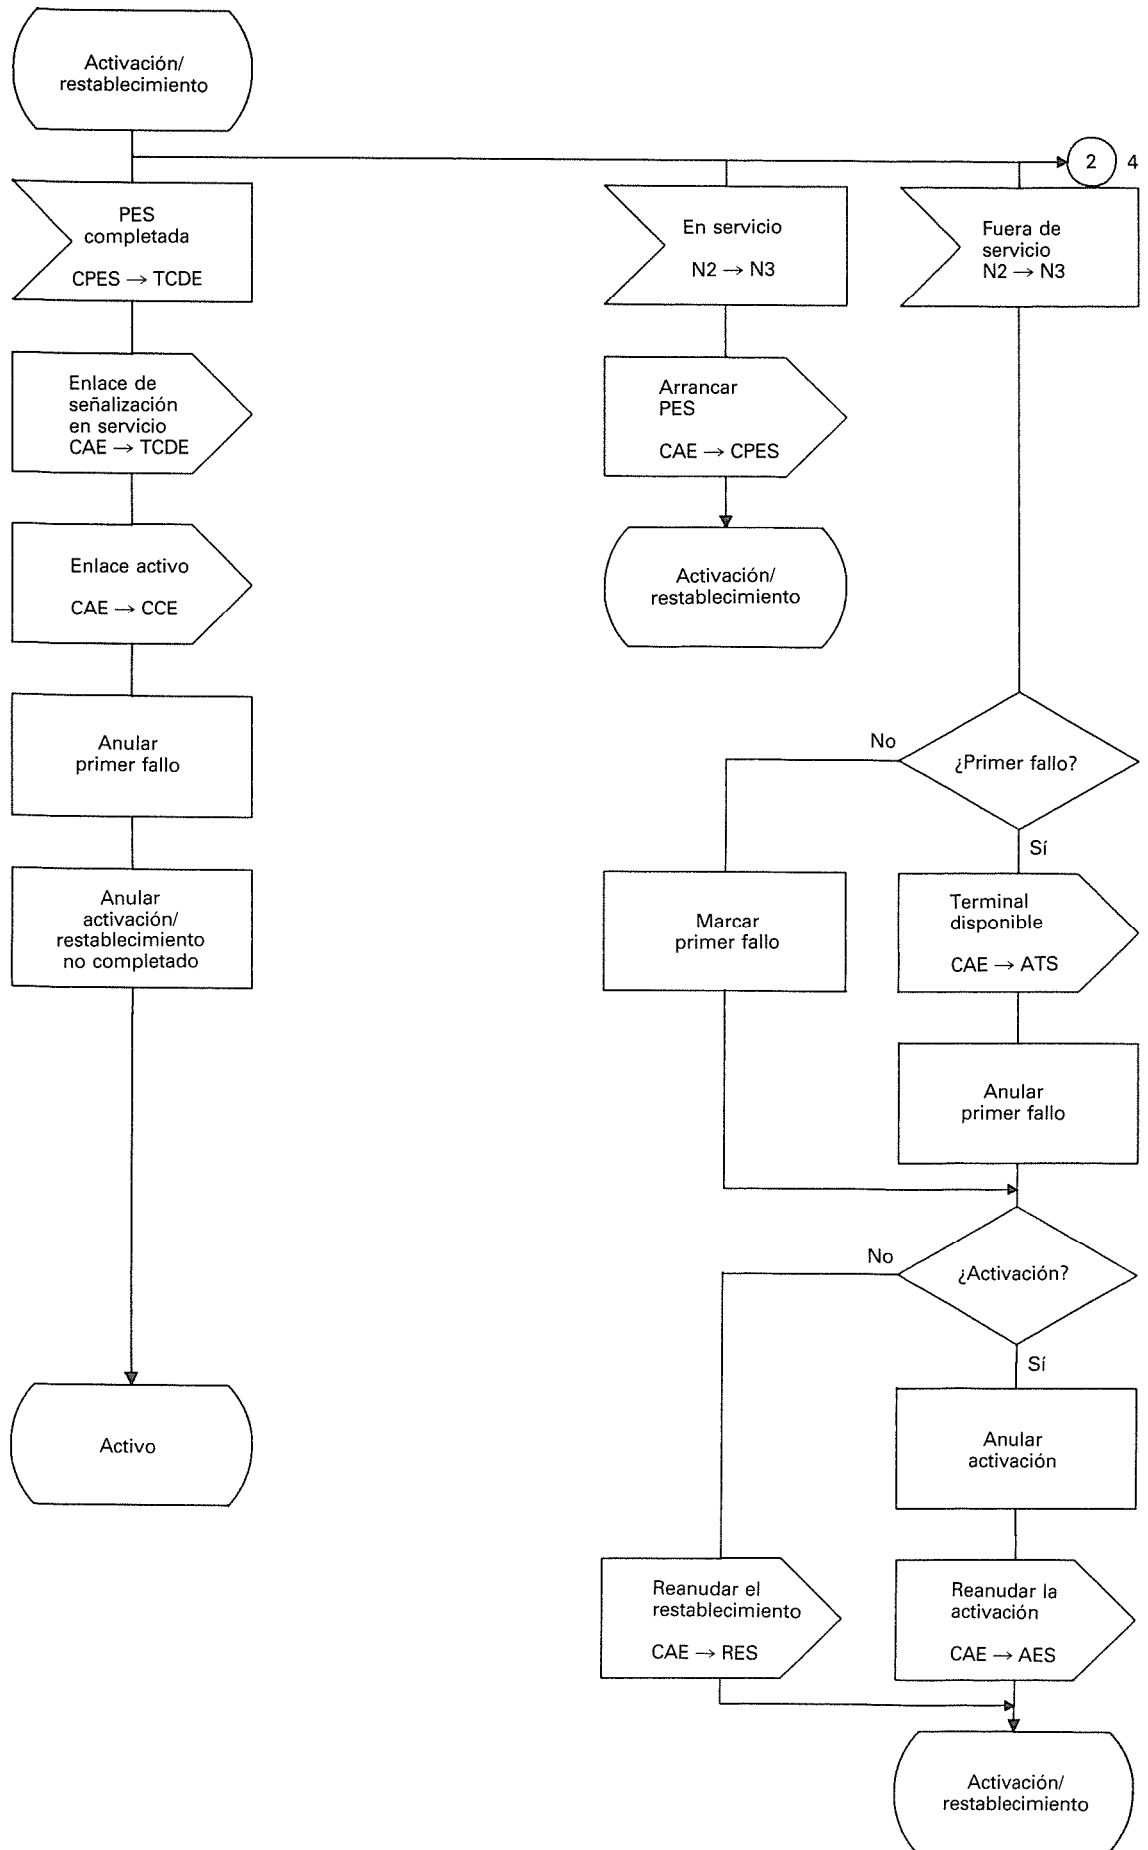 Activación/
restablecimiento
2
4
PES
completada
CPES → TCDE
En servicio
N2 → N3
Fuera de
servicio
N2 → N3
Enlace de
señalización
en servicio
CAE → TCDE
Arrancar
PES
CAE → CPES
Enlace activo
CAE → CCE
Activación/
restablecimiento
Anular
primer fallo
No
¿Primer fallo?
Sí
Anular
activación/
restablecimiento
no completado
Marcar
primer fallo
Terminal
disponible
CAE → ATS
Anular
primer fallo
No
¿Activación?
Sí
Activo
Anular
activación
Reanudar el
restablecimiento
CAE → RES
Reanudar la
activación
CAE → AES
Activación/
restablecimiento